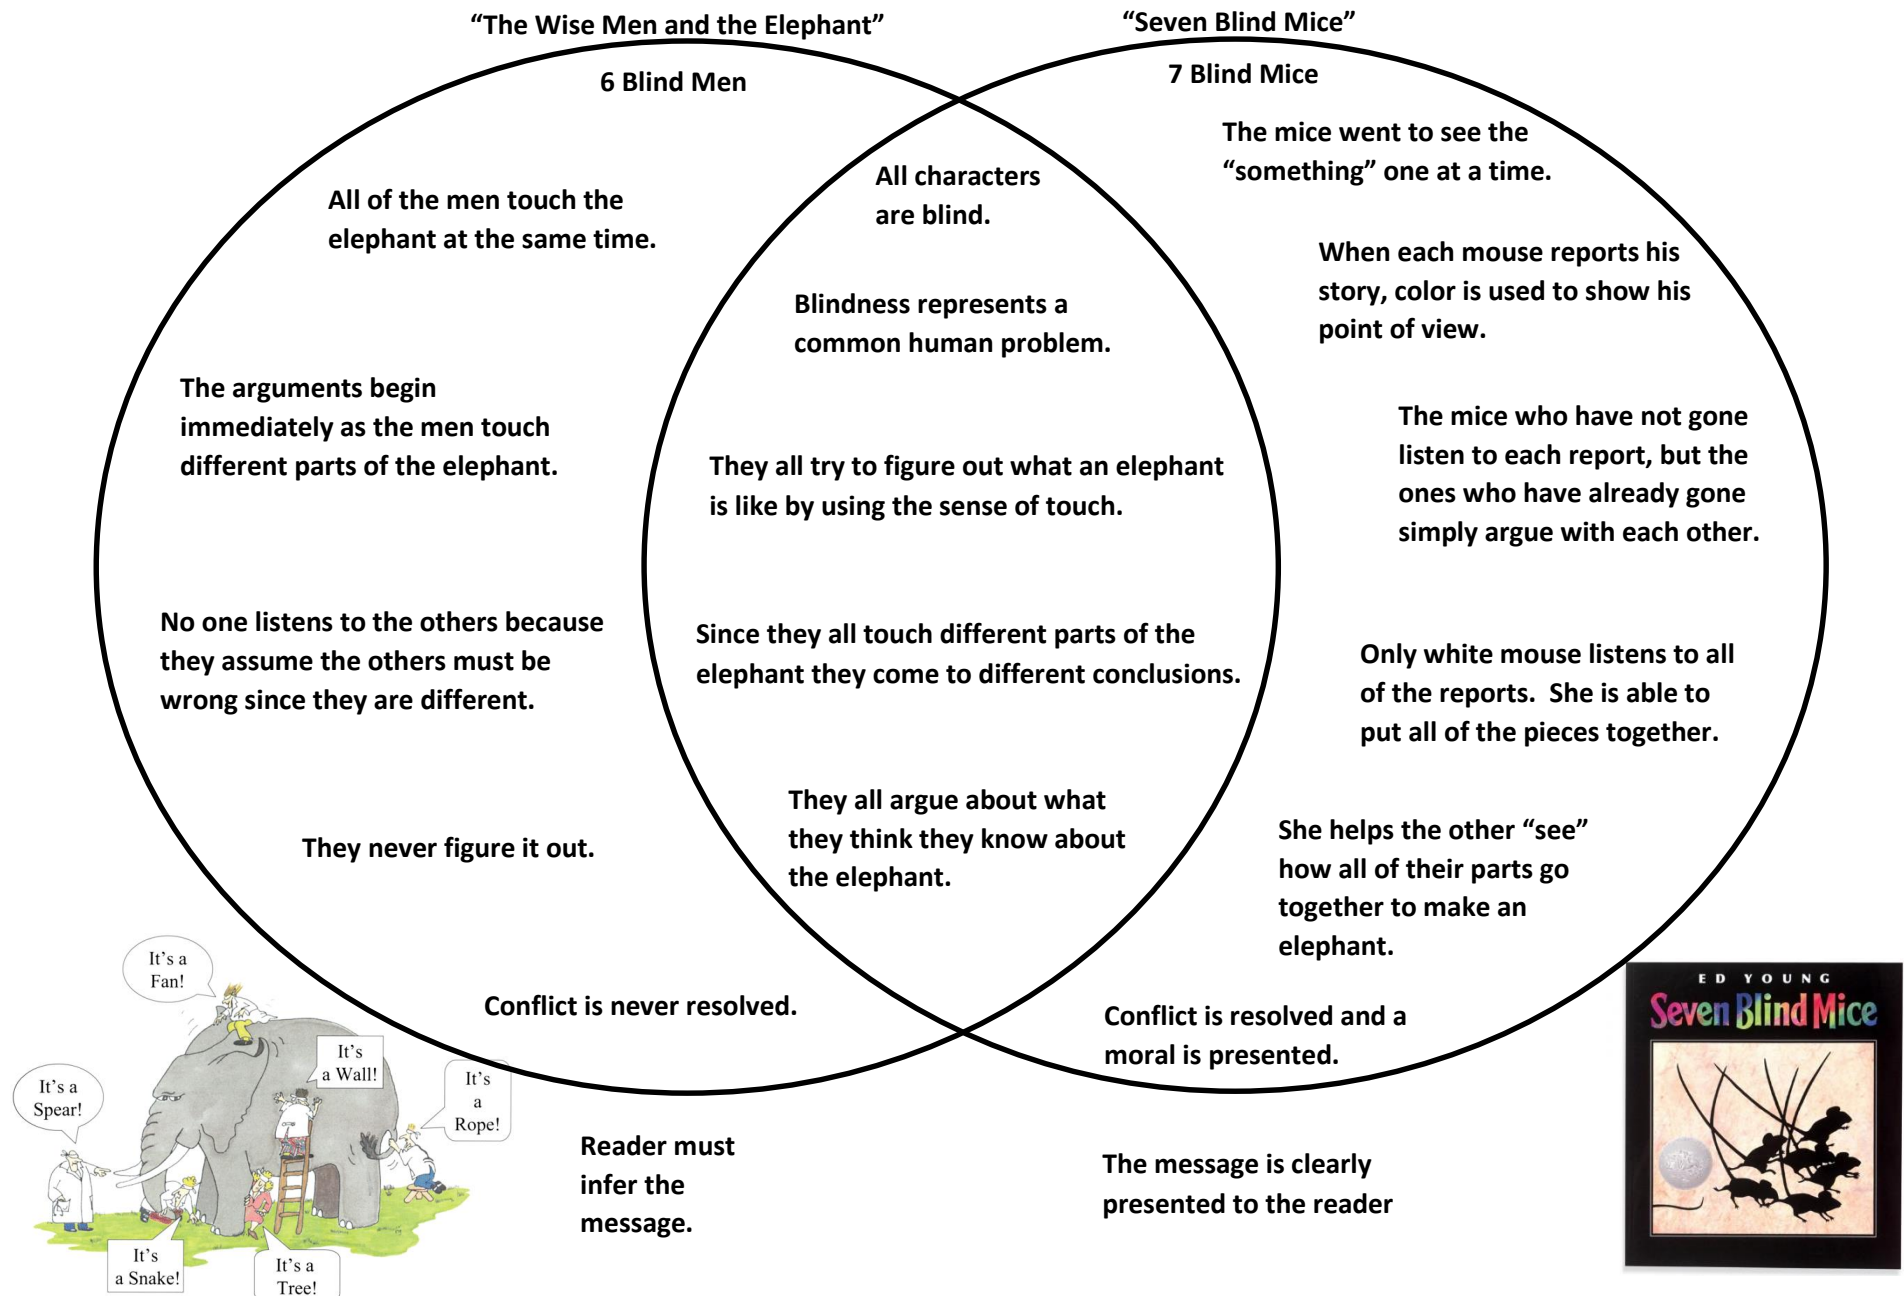 “The Wise Men and the Elephant”
“Seven Blind Mice”
6 Blind Men
All of the men touch the
elephant at the same time.
The arguments begin
immediately as the men touch
different parts of the elephant.
No one listens to the others because
they assume the others must be
wrong since they are different.
They never figure it out.
Conflict is never resolved.
Reader must
infer the
message.
All characters
are blind.
Blindness represents a
common human problem.
They all try to figure out what an elephant
is like by using the sense of touch.
Since they all touch different parts of the
elephant they come to different conclusions.
They all argue about what
they think they know about
the elephant.
7 Blind Mice
The mice went to see the
“something” one at a time.
When each mouse reports his
story, color is used to show his
point of view.
The mice who have not gone
listen to each report, but the
ones who have already gone
simply argue with each other.
Only white mouse listens to all
of the reports.  She is able to
put all of the pieces together.
She helps the other “see”
how all of their parts go
together to make an
elephant.
Conflict is resolved and a
moral is presented.
The message is clearly
presented to the reader
It’s a
Fan!
It’s
a Wall!
It’s a
Spear!
It’s
a
Rope!
It’s
a Snake!
It’s a
Tree!
ED YOUNG
Seven Blind Mice